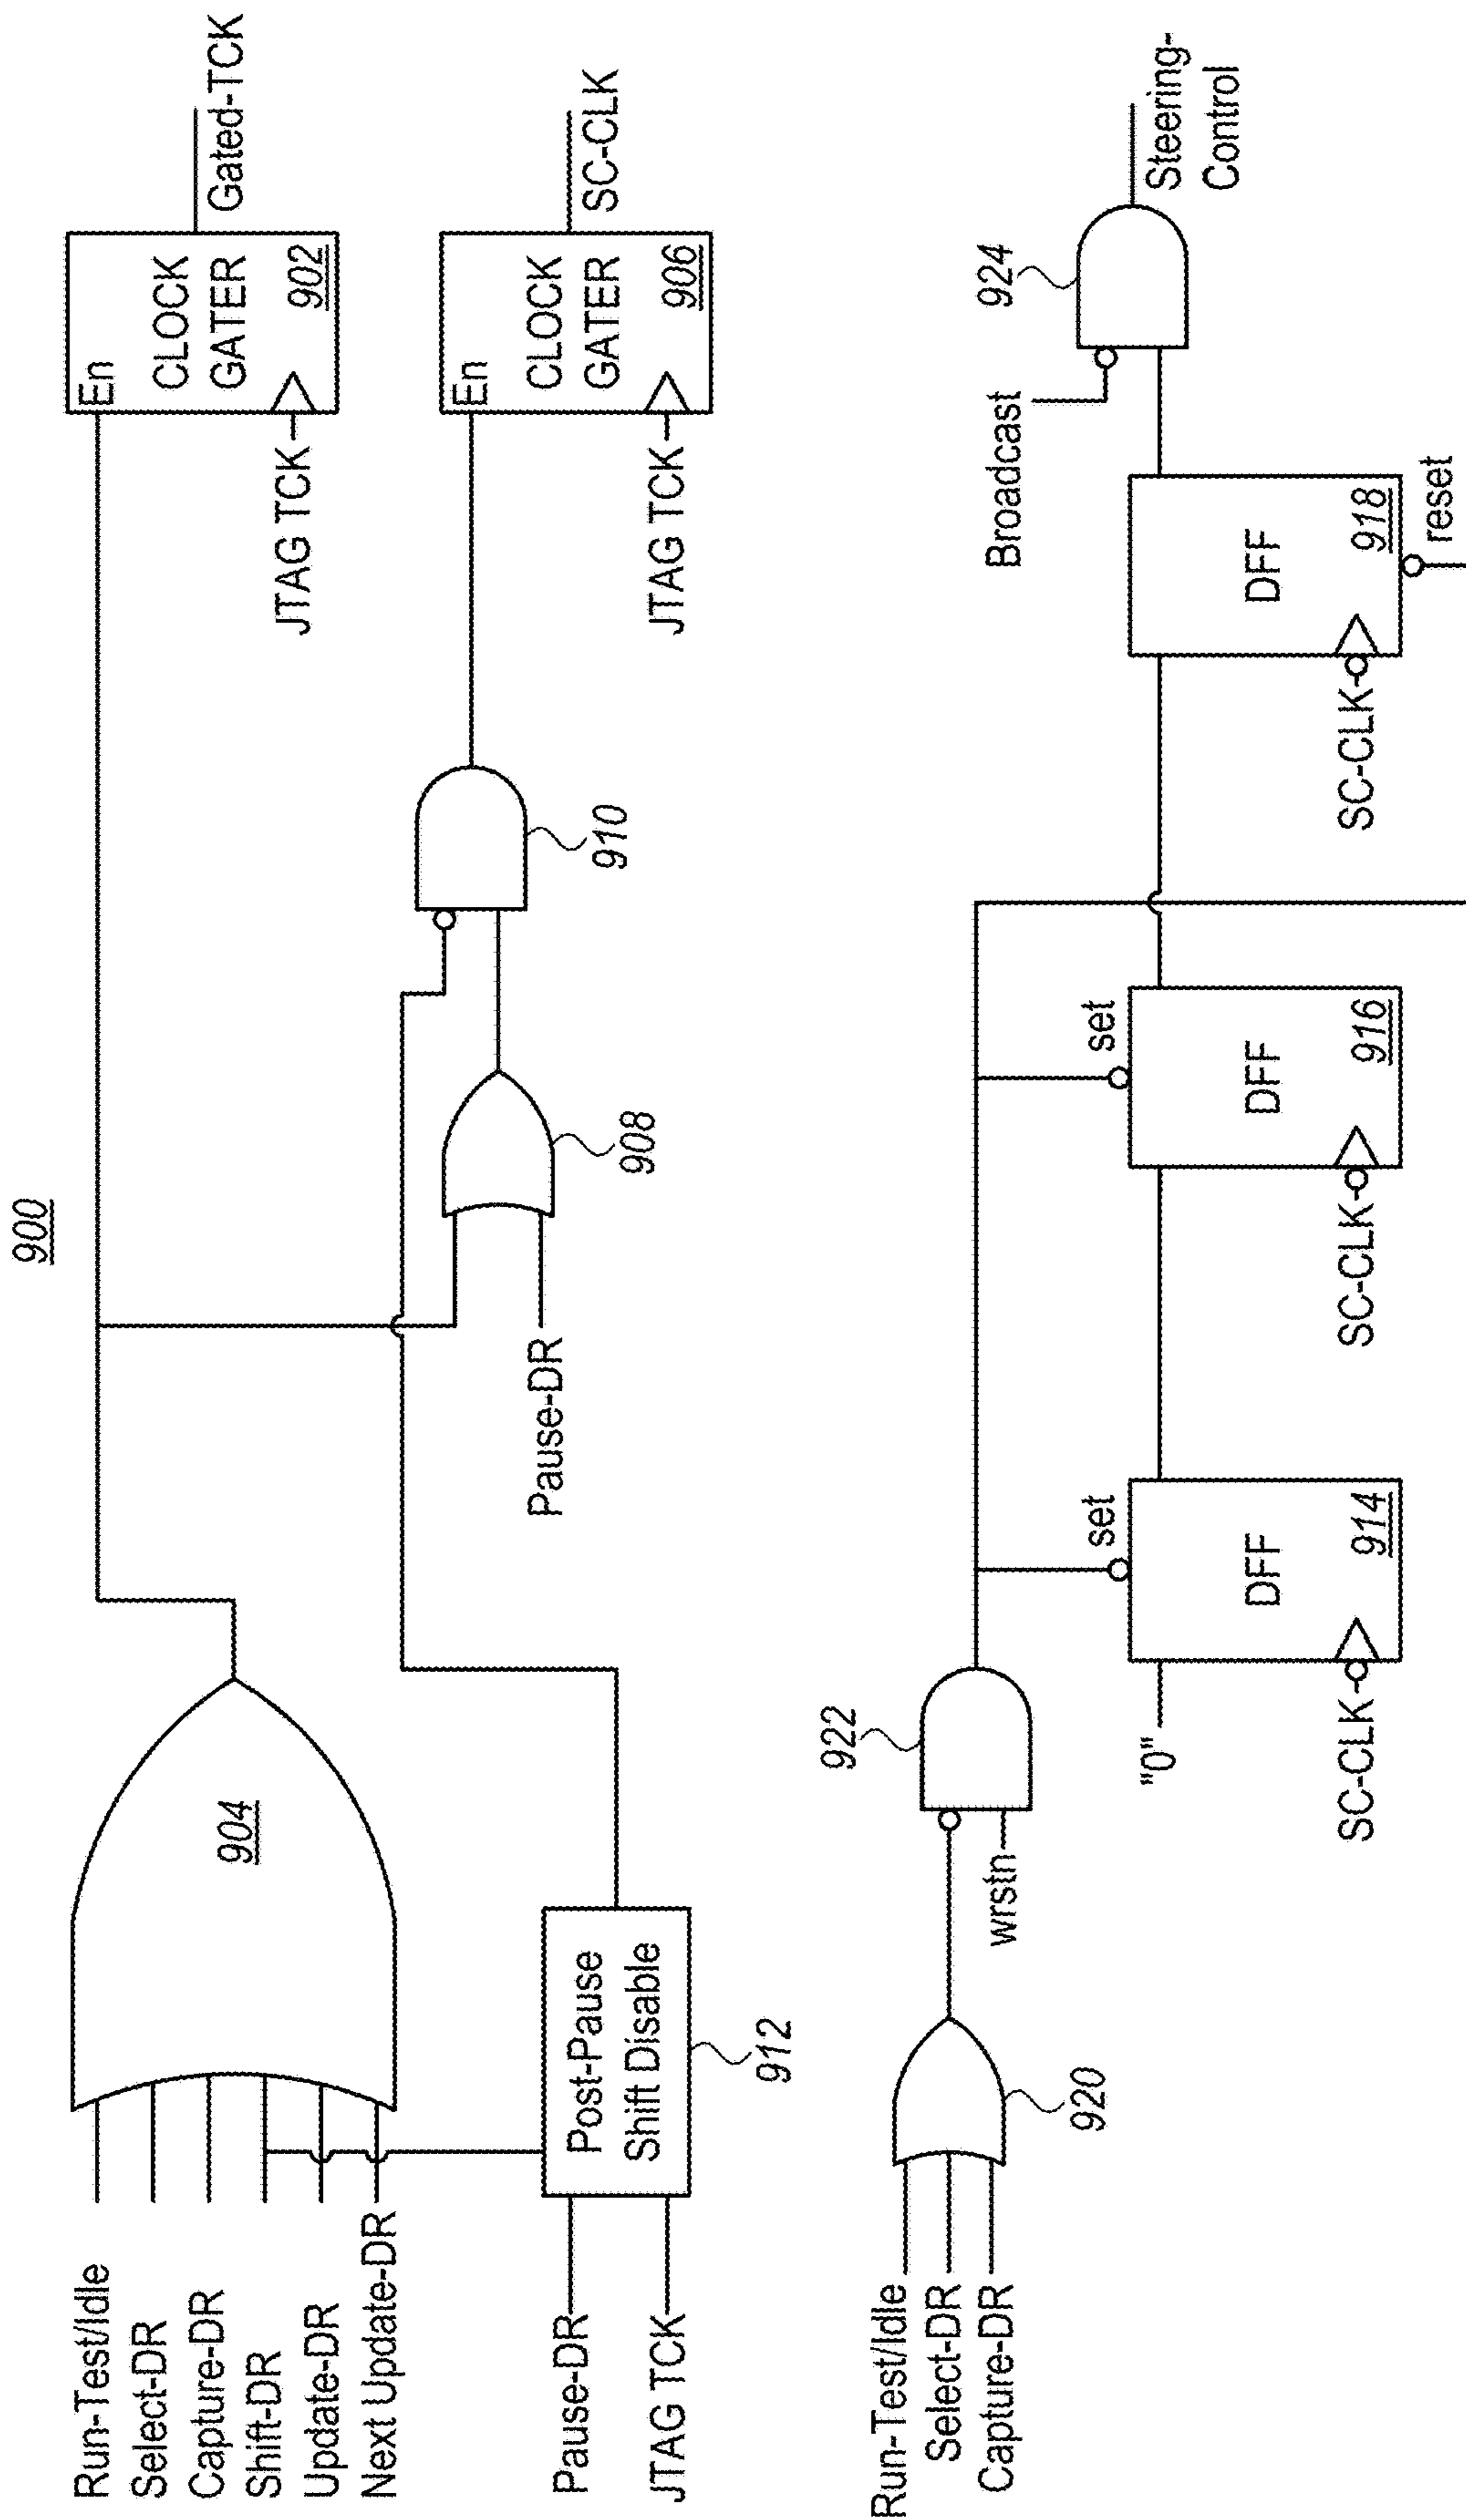 900
Run-Test/Idle
Select-DR
Capture-DR
Shift-DR
Update-DR
Next Update-DR
904
En
CLOCK
GATER
902
JTAG TCK
Gated-TCK
Pause-DR
JTAG TCK
Post-Pause
Shift Disable
912
Pause-DR
908
910
En
CLOCK
GATER
906
JTAG TCK
SC-CLK
Run-Test/Idle
Select-DR
Capture-DR
920
wrstn
922
"0"
SC-CLK
set
DFF
914
SC-CLK
set
DFF
916
SC-CLK
DFF
918
reset
Broadcast
924
Steering-
Control